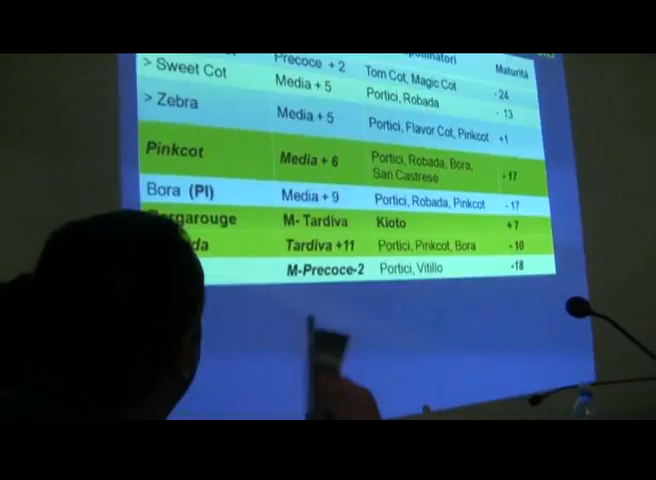 Precoce + 2 Tom Cot, Magic Cot - 24
> Sweet Cot Media + 5 Portici, Robada - 13
> Zebra Media + 5 Portici, Flavor Cot, Pinkcot +1
Pinkcot Media + 6 Portici, Robada, Bora, San Castrese - 17
Bora (PI) Media + 9 Portici, Robada, Pinkcot - 17
M- Tardiva Kioto + 7
Tardiva +11 Portici, Pinkcot, Bora - 10
M-Precoce-2 Portici, Vitillo -18
Maturità